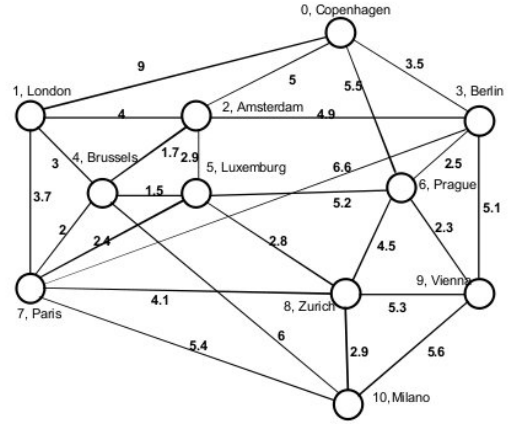 0, Copenhagen
9
3.5
5
5.5
1, London
2, Amsterdam
3, Berlin
4
4.9
3
4, Brussels
1.7
2.9
5, Luxemburg
6.6
2.5
6, Prague
3.7
1.5
5.2
5.1
2
2.4
2.8
4.5
2.3
9, Vienna
4.1
8, Zurich
5.3
7, Paris
6
5.4
2.9
5.6
10,Milano